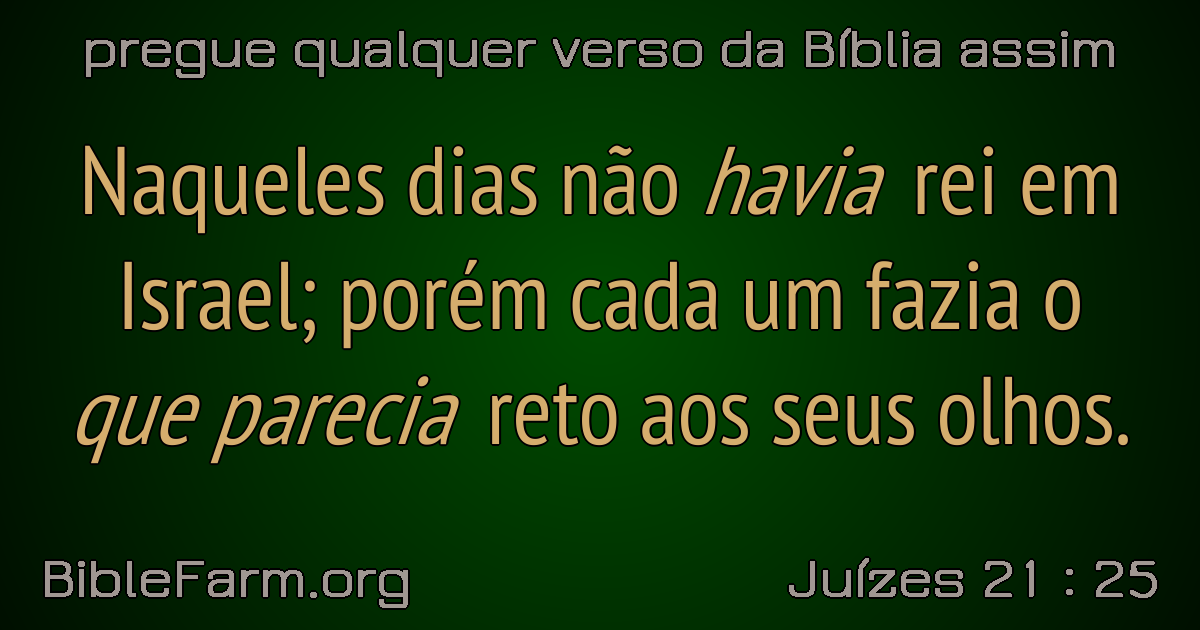 pregue qualquer verso da Bíblia assim
Naqueles dias não havia rei em
Israel; porém cada um fazia o
que parecia reto aos seus olhos.
BibleFarm.org
Juízes 21 : 25